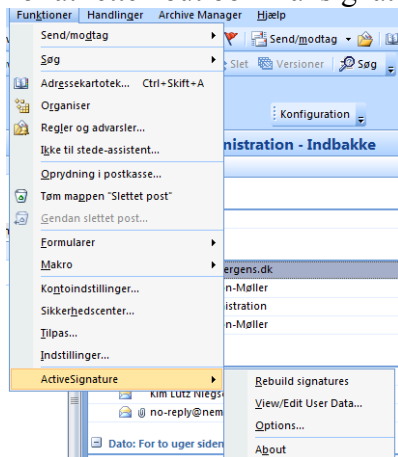 Funktioner Handlinger Archive Manager Hjælp
Send/modtag
Send/modtag
Søg
Slet Versioner Søg
Adressekartotek... Ctrl+Skift+A
Organiser
Konfiguration
Regler og advarsler...
Ikke til stede-assistent...
nistration - Indbakke
Oprydning i postkasse...
Tøm mappen "Slettet post"
Gendan slettet post...
Formularer
Makro
ergens.dk
Kontoindstillinger...
n-Møller
Sikkerhedscenter...
istration
Tilpas...
n-Møller
Indstillinger...
ActiveSignature
Rebuild signatures
Kim Lutz Niegs
View/Edit User Data...
no-reply@nem
Options...
Dato: For to uger siden
About